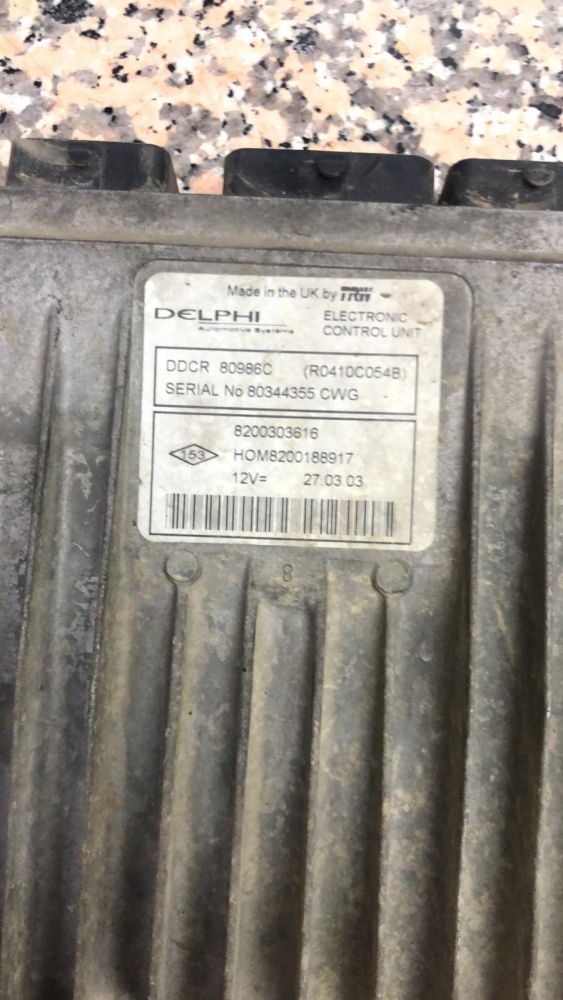 Made in the UK by TRW
DELPHI
Automotive Systems
ELECTRONIC
CONTROL UNIT
DDCR 80986C (R0410C054B)
SERIAL No 80344355 CWG
8200303616
153 HOM8200188917
12V= 27.03.03
8